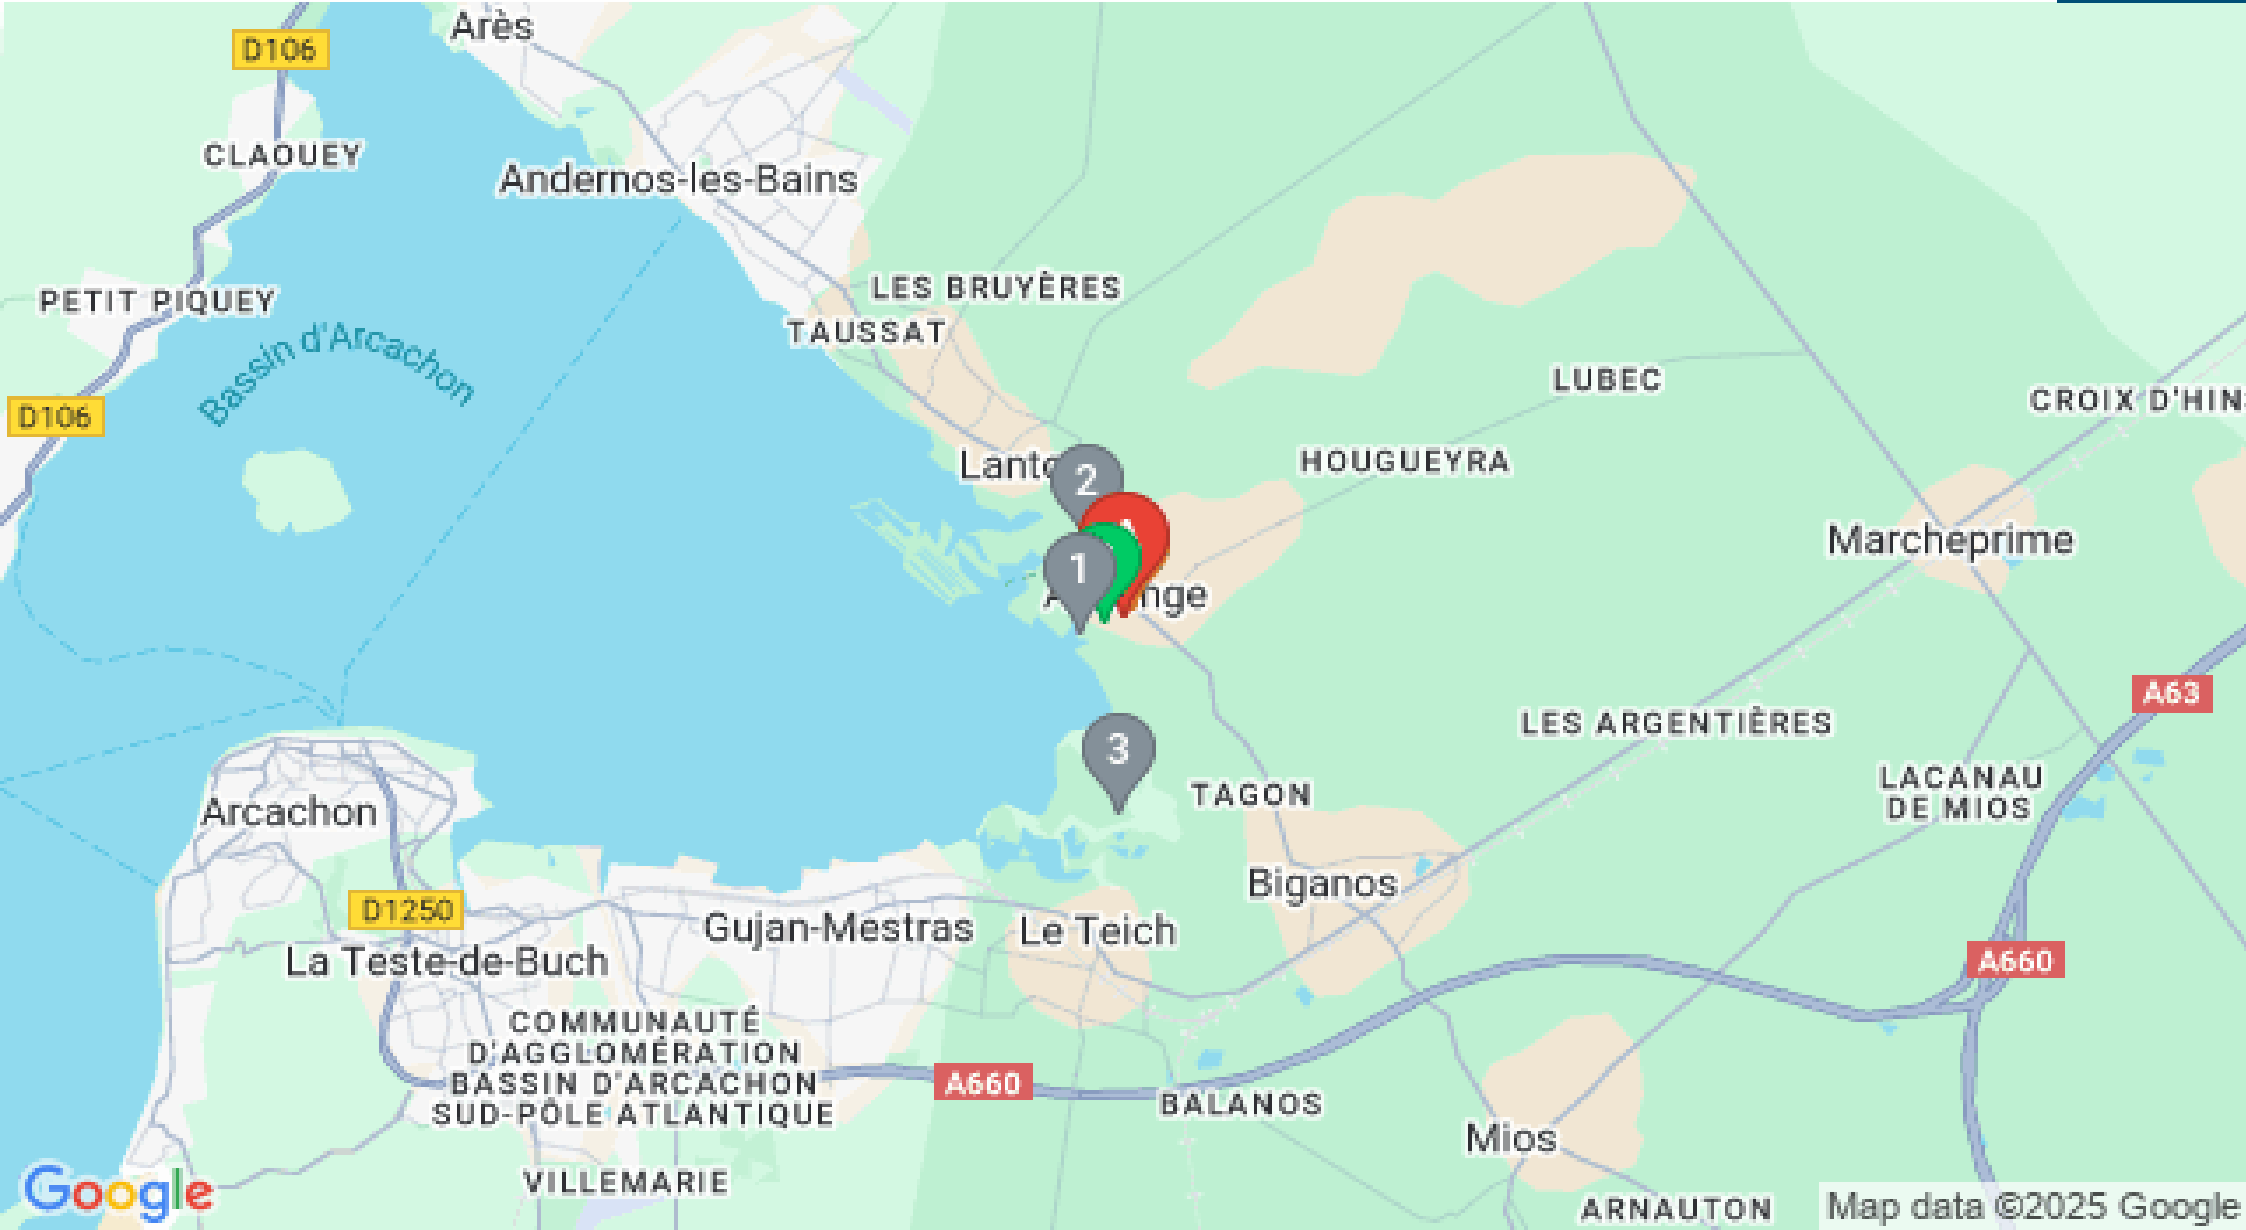 Arès
D106
CLAOUEY
Andernos-les-Bains
PETIT PIQUEY
LES BRUYÈRES
TAUSSAT
Bassin d'Arcachon
LUBEC
CROIX D'HIN
D106
Lanto
2
HOUGUEYRA
Marcheprime
1
A nge
A63
LES ARGENTIÈRES
3
TAGON
LACANAU
DE MIOS
Arcachon
Biganos
D1250
Gujan-Mestras
Le Teich
La Teste-de-Buch
A660
COMMUNAUTÉ
D'AGGLOMÉRATION
BASSIN D'ARCACHON
SUD-PÔLE ATLANTIQUE
A660
BALANOS
Mios
VILLEMARIE
Google
ARNAUTON
Map data ©2025 Google